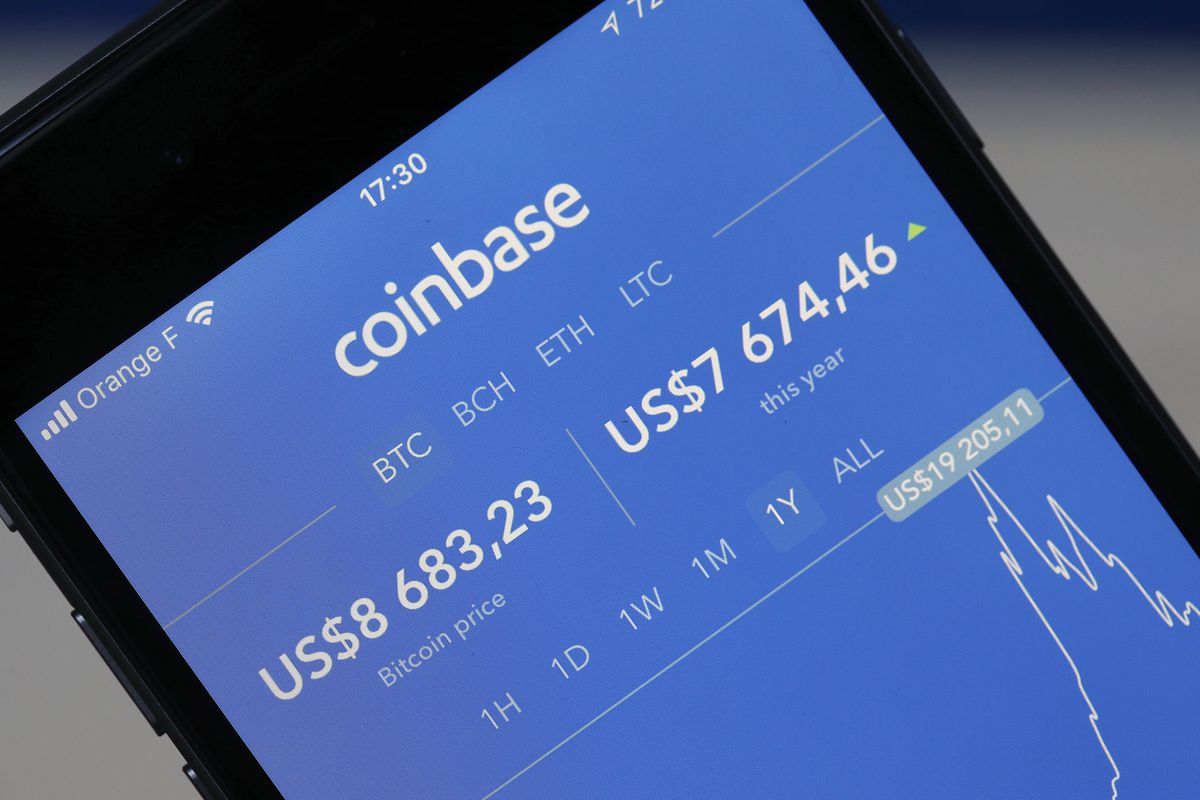 Orange F 17:30 72
coinbase
BTC BCH ETH LTC
US$8 683,23 US$7 674,46
Bitcoin price this year
1H 1D 1W 1M 1Y ALL
US$19 205,11